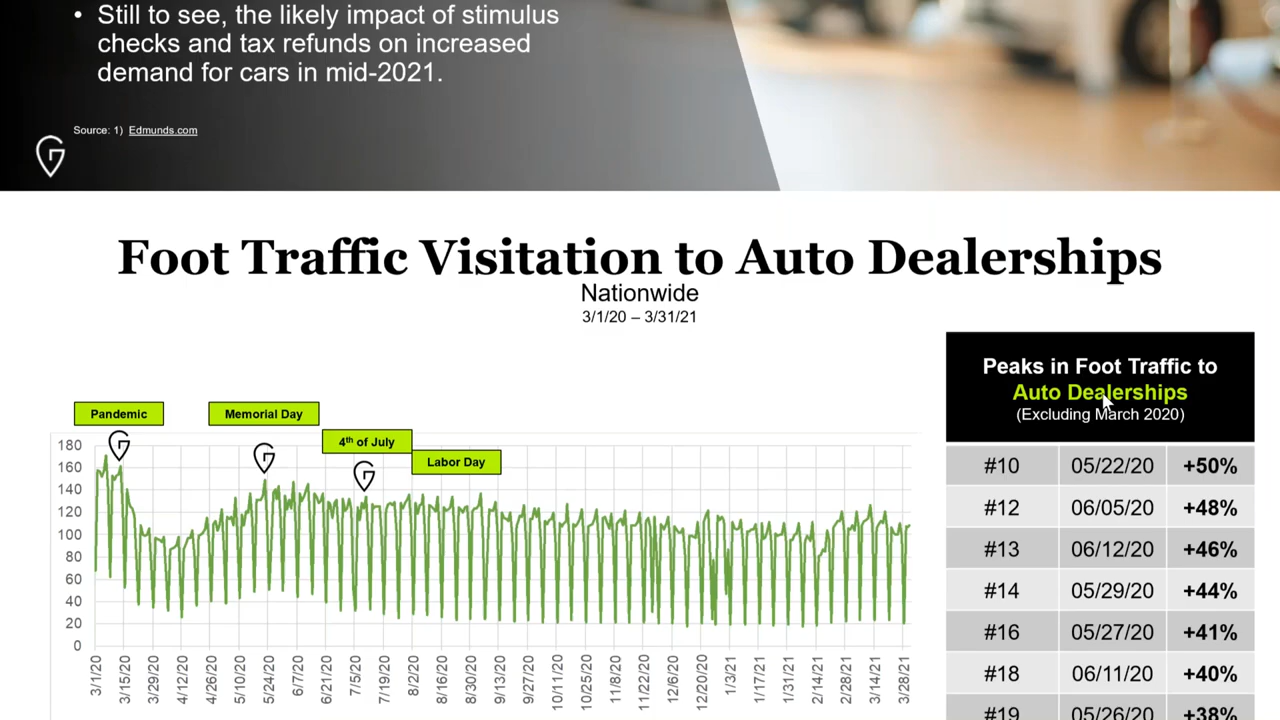 • Still to see, the likely impact of stimulus
checks and tax refunds on increased
demand for cars in mid-2021.
Source: 1) Edmunds.com
Foot Traffic Visitation to Auto Dealerships
Nationwide
3/1/20 – 3/31/21
Peaks in Foot Traffic to
Auto Dealerships
(Excluding March 2020)
Pandemic
Memorial Day
4th of July
Labor Day
180
160
140
120
100
80
60
40
20
0
3/1/20
3/15/20
3/29/20
4/12/20
4/26/20
5/10/20
5/24/20
6/7/20
6/21/20
7/5/20
7/19/20
8/2/20
8/16/20
8/30/20
9/13/20
9/27/20
10/11/20
10/25/20
11/8/20
11/22/20
12/6/20
12/20/20
1/3/21
1/17/21
1/31/21
2/14/21
2/28/21
3/14/21
3/28/21
#10 05/22/20 +50%
#12 06/05/20 +48%
#13 06/12/20 +46%
#14 05/29/20 +44%
#16 05/27/20 +41%
#18 06/11/20 +40%
#19 05/26/20 +38%